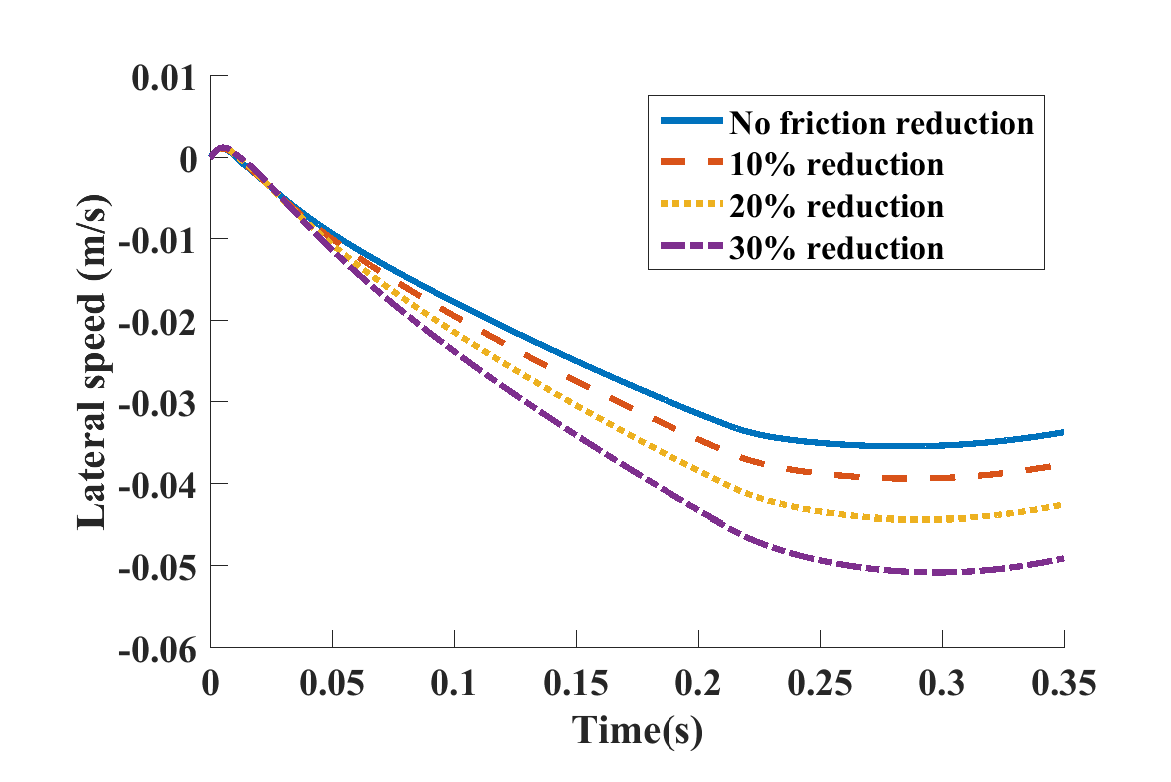 0.01
0
-0.01
-0.02
-0.03
-0.04
-0.05
-0.06
Lateral speed (m/s)
No friction reduction
10% reduction
20% reduction
30% reduction
0 0.05 0.1 0.15 0.2 0.25 0.3 0.35
Time(s)